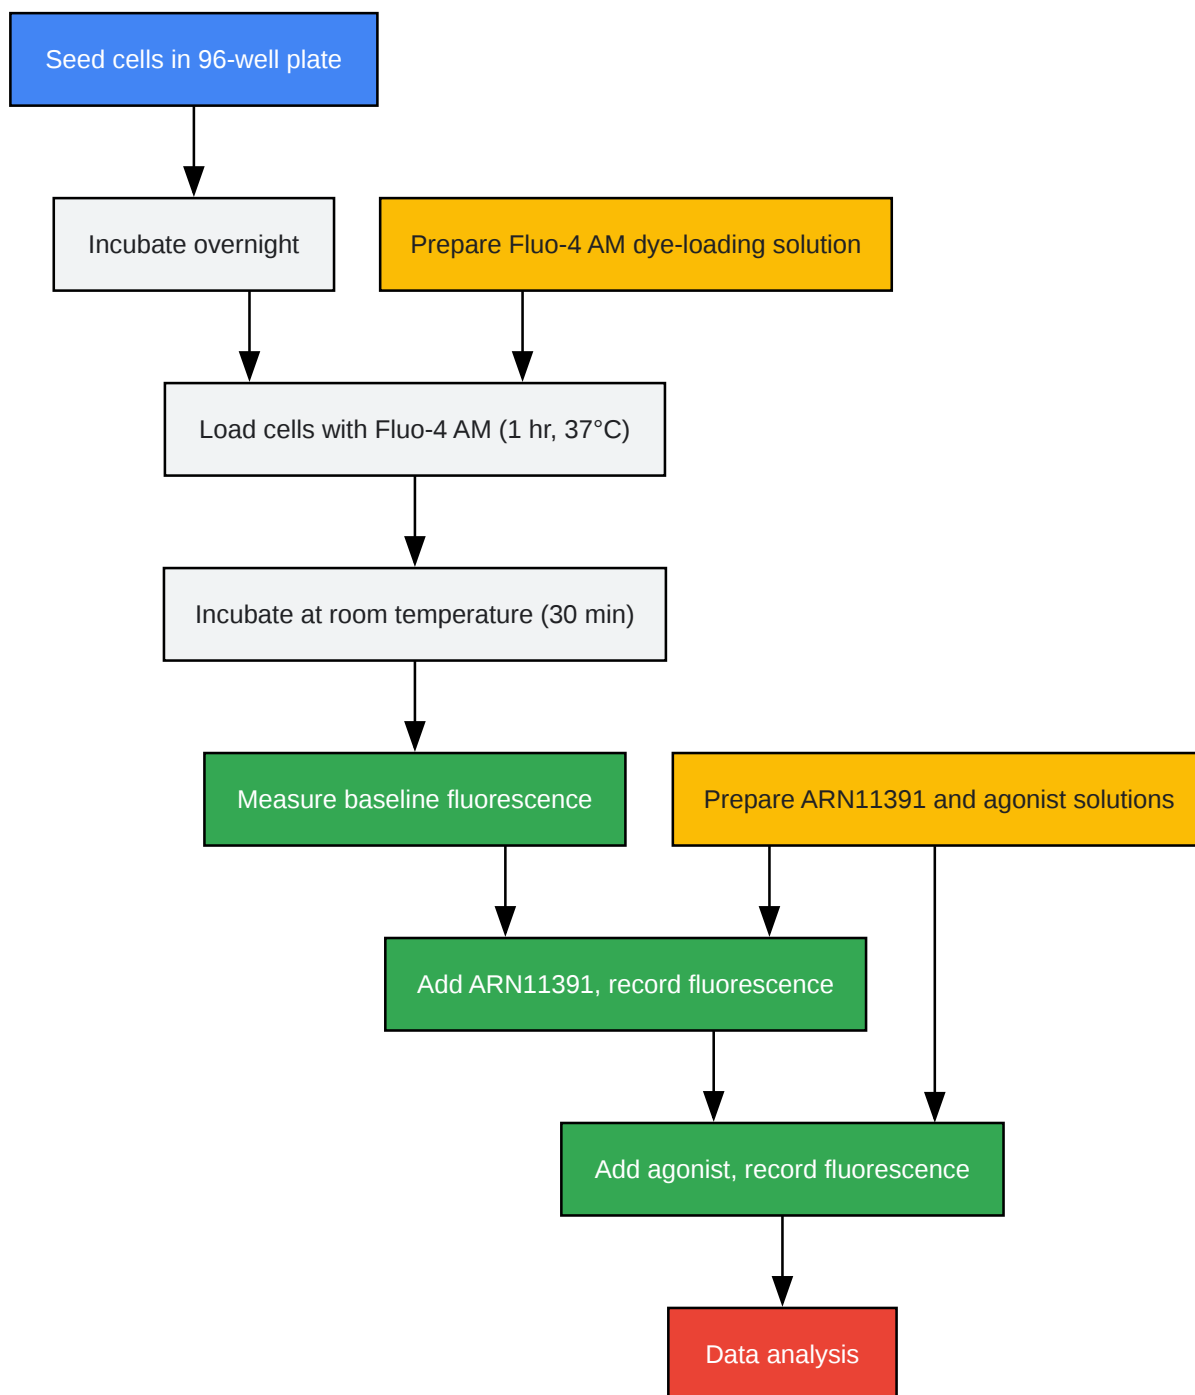 Seed cells in 96-well plate
Incubate overnight
Prepare Fluo-4 AM dye-loading solution
Load cells with Fluo-4 AM (1 hr, 37°C)
Incubate at room temperature (30 min)
Measure baseline fluorescence
Prepare ARN11391 and agonist solutions
Add ARN11391, record fluorescence
Add agonist, record fluorescence
Data analysis